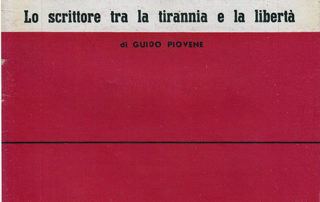 Lo scrittore tra la tirannia e la libertà
di GUIDO PIOVENE